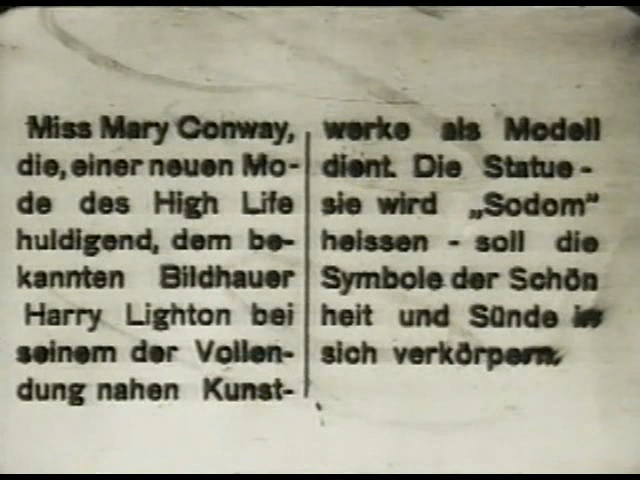 Miss Mary Conway,
die, einer neuen Mo-
de des High Life
huldigend, dem be-
kannten Bildhauer
Harry Lighton bei
seinem der Vollen-
dung nahen Kunst-
werke als Modell
dient. Die Statue -
sie wird „Sodom"
heissen - soll die
Symbole der Schön
heit und Sünde in
sich verkörpern.